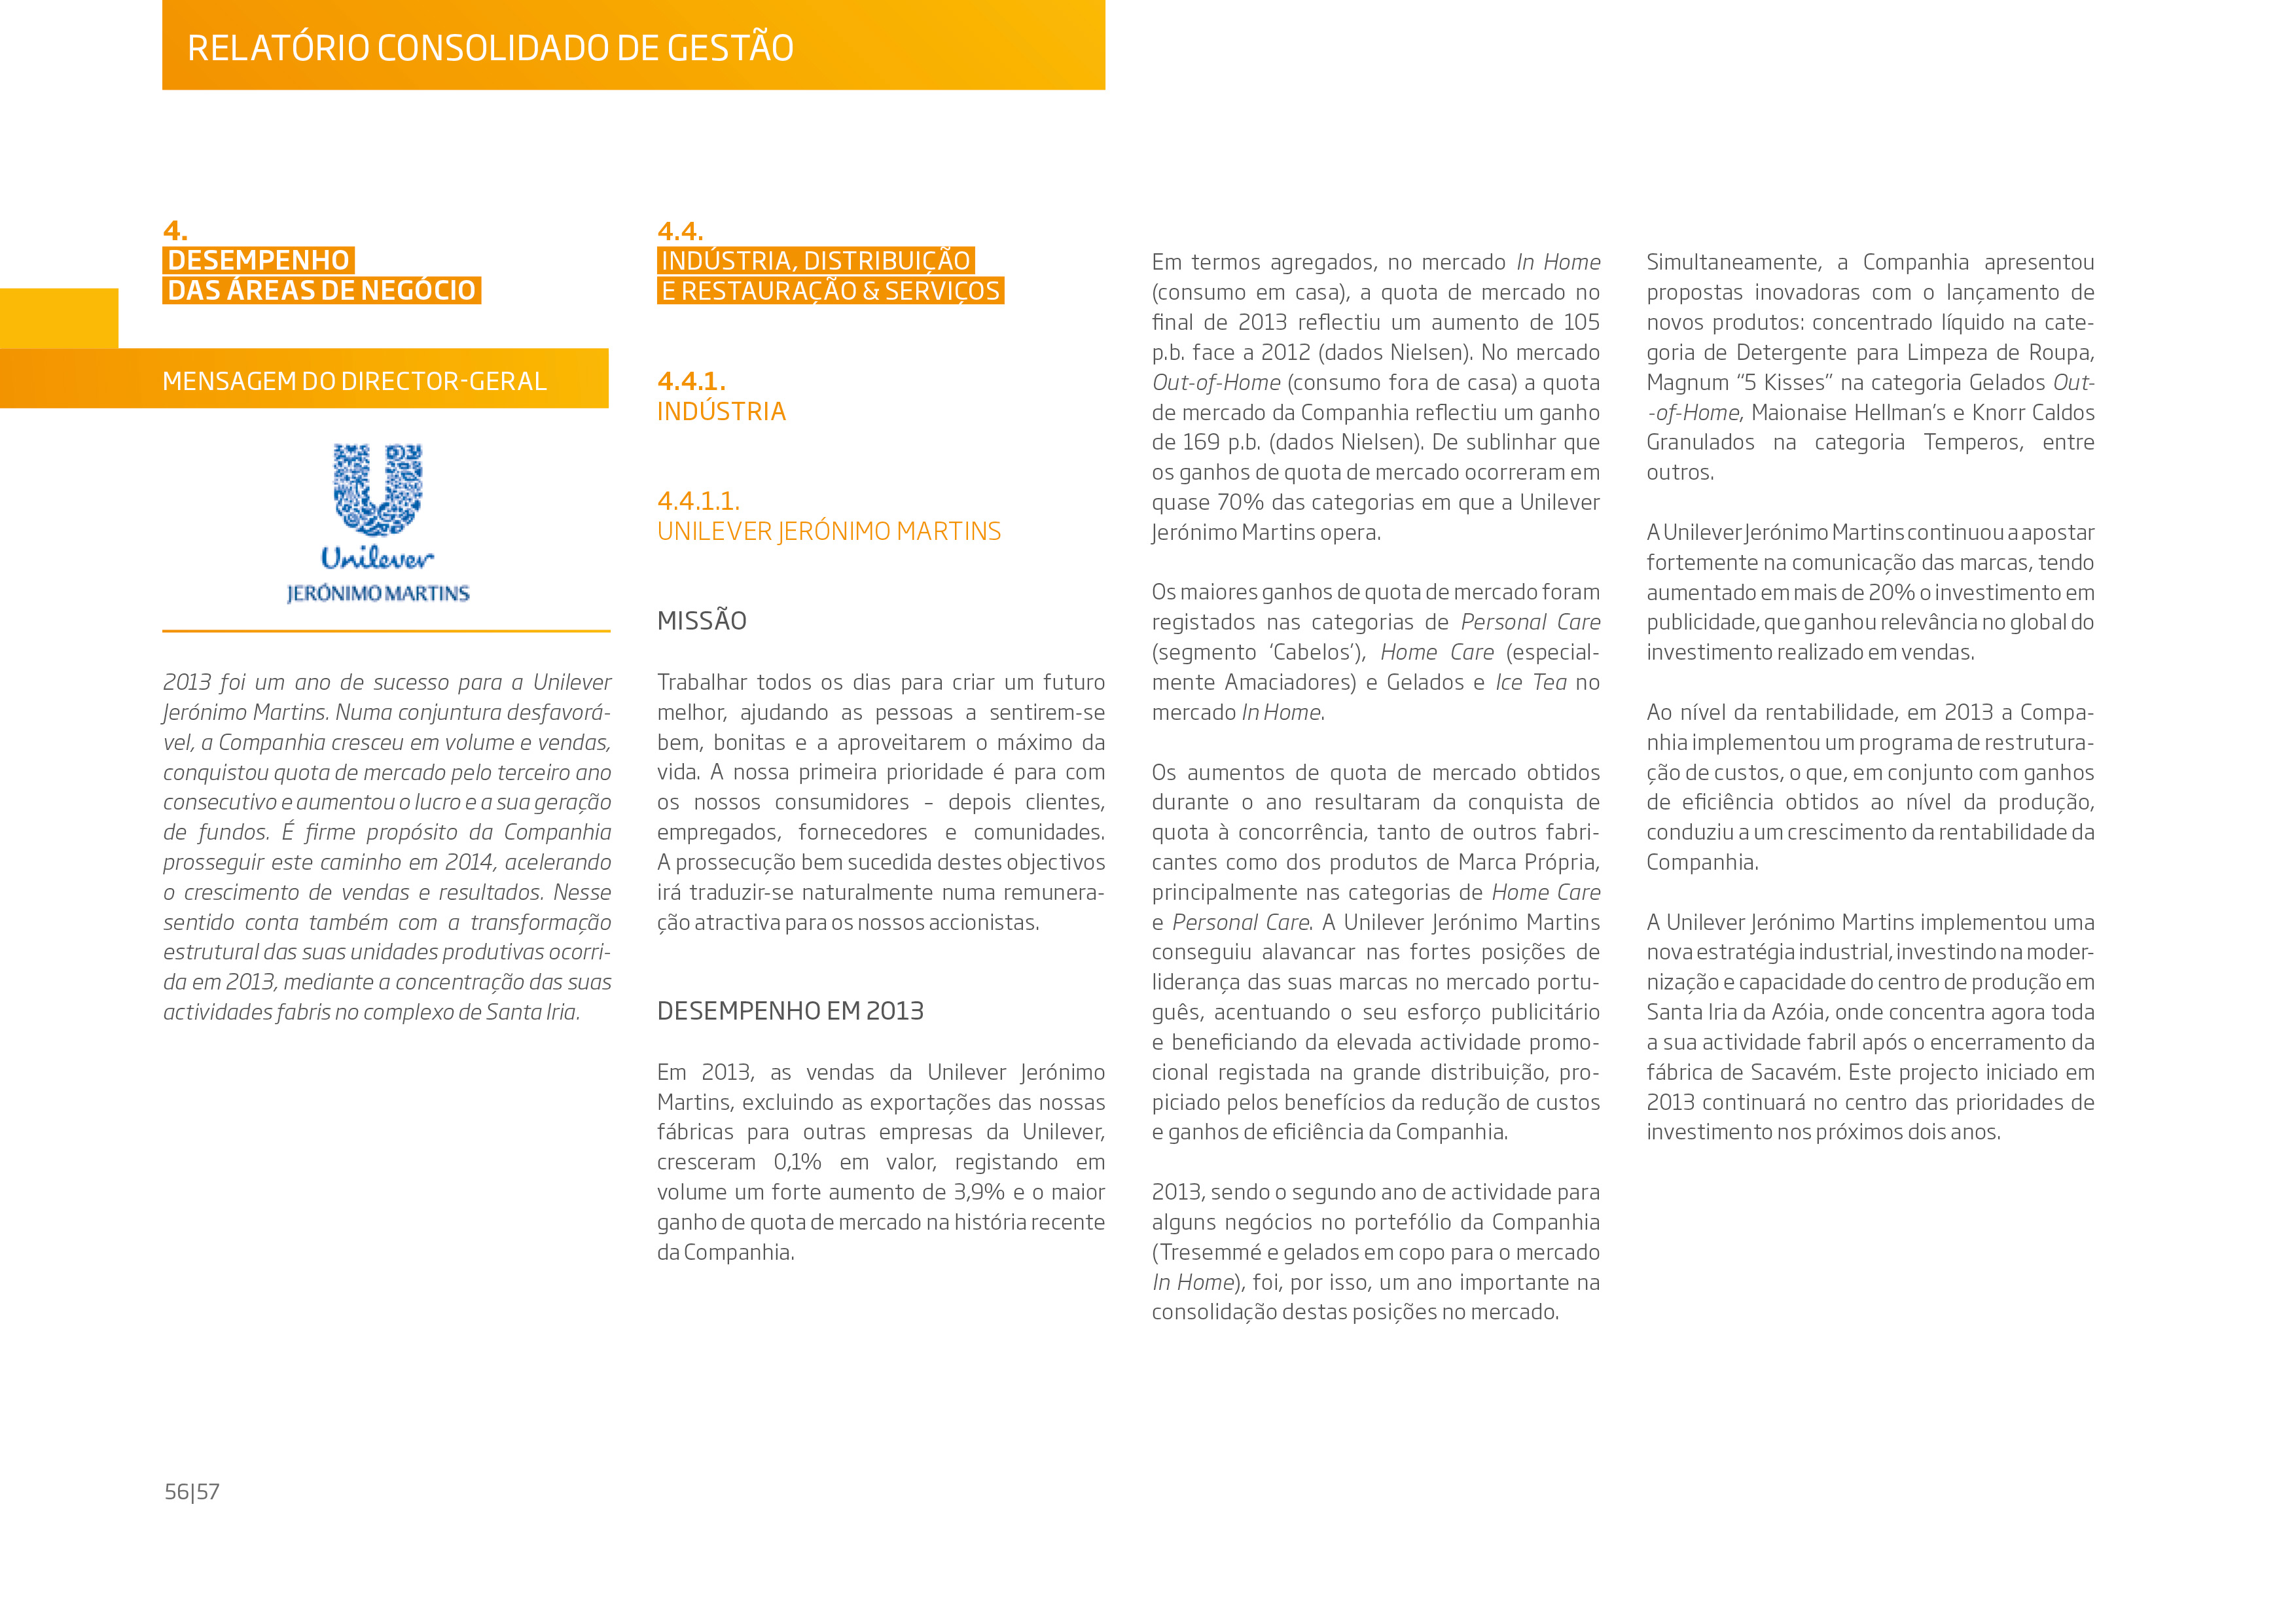 RELATÓRIO CONSOLIDADO DE GESTÃO
4.
DESEMPENHO
DAS ÁREAS DE NEGÓCIO
MENSAGEM DO DIRECTOR-GERAL
Unilever
JERÓNIMO MARTINS
2013 foi um ano de sucesso para a Unilever
Jerónimo Martins. Numa conjuntura desfavorá-
vel, a Companhia cresceu em volume e vendas,
conquistou quota de mercado pelo terceiro ano
consecutivo e aumentou o lucro e a sua geração
de fundos. É firme propósito da Companhia
prosseguir este caminho em 2014, acelerando
o crescimento de vendas e resultados. Nesse
sentido conta também com a transformação
estrutural das suas unidades produtivas ocorri-
da em 2013, mediante a concentração das suas
actividades fabris no complexo de Santa Iria.
4.4.
INDÚSTRIA, DISTRIBUIÇÃO
E RESTAURAÇÃO & SERVIÇOS
4.4.1.
INDÚSTRIA
4.4.1.1.
UNILEVER JERÓNIMO MARTINS
MISSÃO
Trabalhar todos os dias para criar um futuro
melhor, ajudando as pessoas a sentirem-se
bem, bonitas e a aproveitarem o máximo da
vida. A nossa primeira prioridade é para com
os nossos consumidores – depois clientes,
empregados, fornecedores e comunidades.
A prossecução bem sucedida destes objectivos
irá traduzir-se naturalmente numa remunera-
ção atractiva para os nossos accionistas.
DESEMPENHO EM 2013
Em 2013, as vendas da Unilever Jerónimo
Martins, excluindo as exportações das nossas
fábricas para outras empresas da Unilever,
cresceram 0,1% em valor, registando em
volume um forte aumento de 3,9% e o maior
ganho de quota de mercado na história recente
da Companhia.
Em termos agregados, no mercado In Home
(consumo em casa), a quota de mercado no
final de 2013 reflectiu um aumento de 105
p.b. face a 2012 (dados Nielsen). No mercado
Out-of-Home (consumo fora de casa) a quota
de mercado da Companhia reflectiu um ganho
de 169 p.b. (dados Nielsen). De sublinhar que
os ganhos de quota de mercado ocorreram em
quase 70% das categorias em que a Unilever
Jerónimo Martins opera.
Os maiores ganhos de quota de mercado foram
registados nas categorias de Personal Care
(segmento ‘Cabelos’), Home Care (especial-
mente Amaciadores) e Gelados e Ice Tea no
mercado In Home.
Os aumentos de quota de mercado obtidos
durante o ano resultaram da conquista de
quota à concorrência, tanto de outros fabri-
cantes como dos produtos de Marca Própria,
principalmente nas categorias de Home Care
e Personal Care. A Unilever Jerónimo Martins
conseguiu alavancar nas fortes posições de
liderança das suas marcas no mercado portu-
guês, acentuando o seu esforço publicitário
e beneficiando da elevada actividade promo-
cional registada na grande distribuição, pro-
piciado pelos benefícios da redução de custos
e ganhos de eficiência da Companhia.
2013, sendo o segundo ano de actividade para
alguns negócios no portefólio da Companhia
(Tresemmé e gelados em copo para o mercado
In Home), foi, por isso, um ano importante na
consolidação destas posições no mercado.
Simultaneamente, a Companhia apresentou
propostas inovadoras com o lançamento de
novos produtos: concentrado líquido na cate-
goria de Detergente para Limpeza de Roupa,
Magnum “5 Kisses” na categoria Gelados Out-
-of-Home, Maionaise Hellman’s e Knorr Caldos
Granulados na categoria Temperos, entre
outros.
A Unilever Jerónimo Martins continuou a apostar
fortemente na comunicação das marcas, tendo
aumentado em mais de 20% o investimento em
publicidade, que ganhou relevância no global do
investimento realizado em vendas.
Ao nível da rentabilidade, em 2013 a Compa-
nhia implementou um programa de restrutura-
ção de custos, o que, em conjunto com ganhos
de eficiência obtidos ao nível da produção,
conduziu a um crescimento da rentabilidade da
Companhia.
A Unilever Jerónimo Martins implementou uma
nova estratégia industrial, investindo na moder-
nização e capacidade do centro de produção em
Santa Iria da Azóia, onde concentra agora toda
a sua actividade fabril após o encerramento da
fábrica de Sacavém. Este projecto iniciado em
2013 continuará no centro das prioridades de
investimento nos próximos dois anos.
56|57